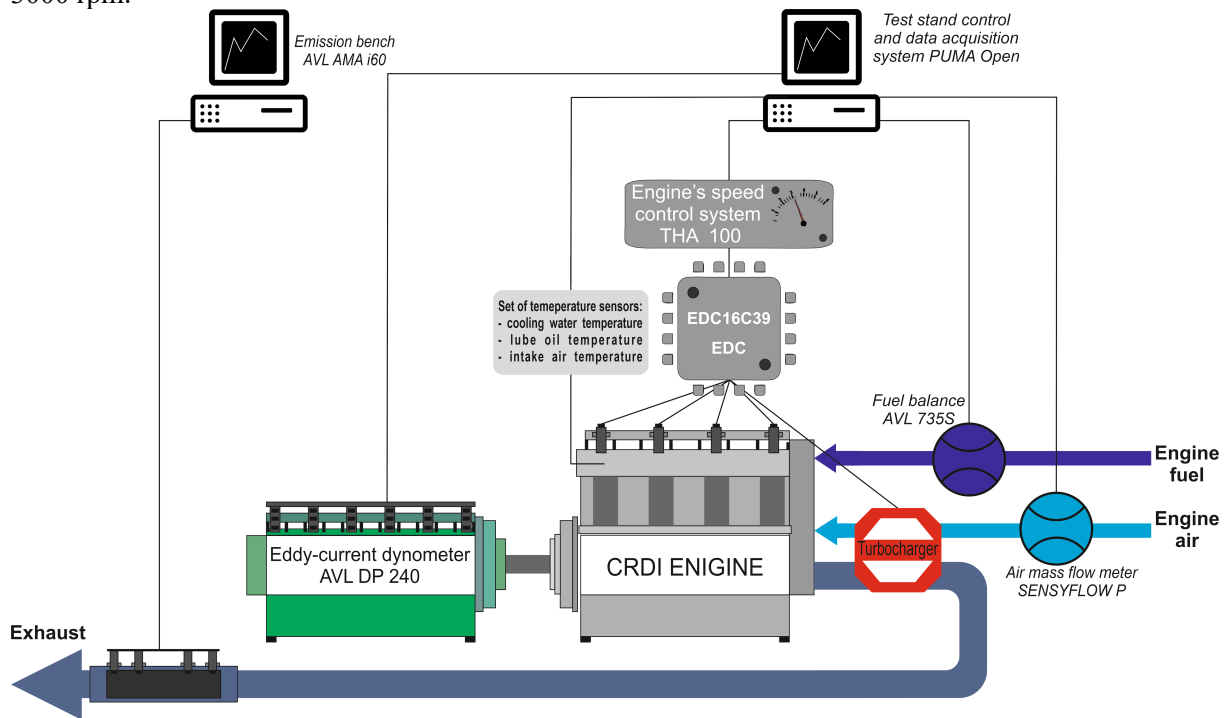 5000 rpm.
Emission bench
AVL AMA i60
Test stand control
and data acquisition
system PUMA Open
Engine's speed
control system
THA 100
Set of temeperature sensors:
- cooling water temperature
- lube oil temperature
- intake air temperature
EDC16C39
EDC
Fuel balance
AVL 735S
Engine
fuel
Engine
air
Turbocharger
Air mass flow meter
SENSYFLOW P
Eddy-current dynometer
AVL DP 240
CRDI ENIGINE
Exhaust